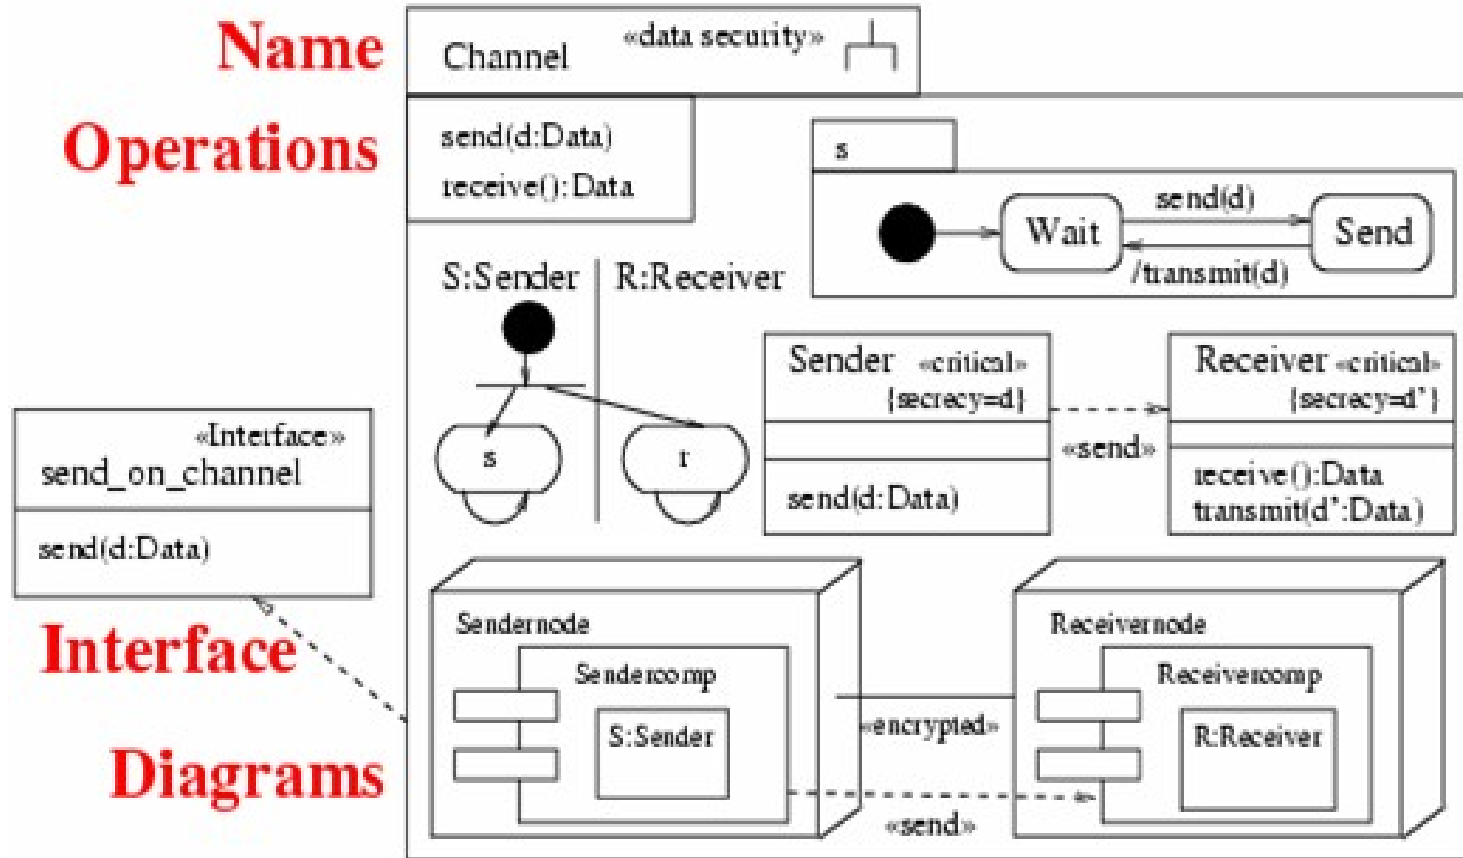 Name
Channel
«data security»
Operations
send(d:Data)
receive():Data
s
Wait
send(d)
Send
/transmit(d)
S:Sender
R:Receiver
s
r
Sender «critical»
{secrecy=d}
send(d:Data)
«send»
Receiver «critical»
{secrecy=d'}
receive():Data
transmit(d':Data)
«Interface»
send_on_channel
send(d:Data)
Interface
Diagrams
Sendernode
Sendercomp
S:Sender
«encrypted»
«send»
Receivernode
Receivercomp
R:Receiver